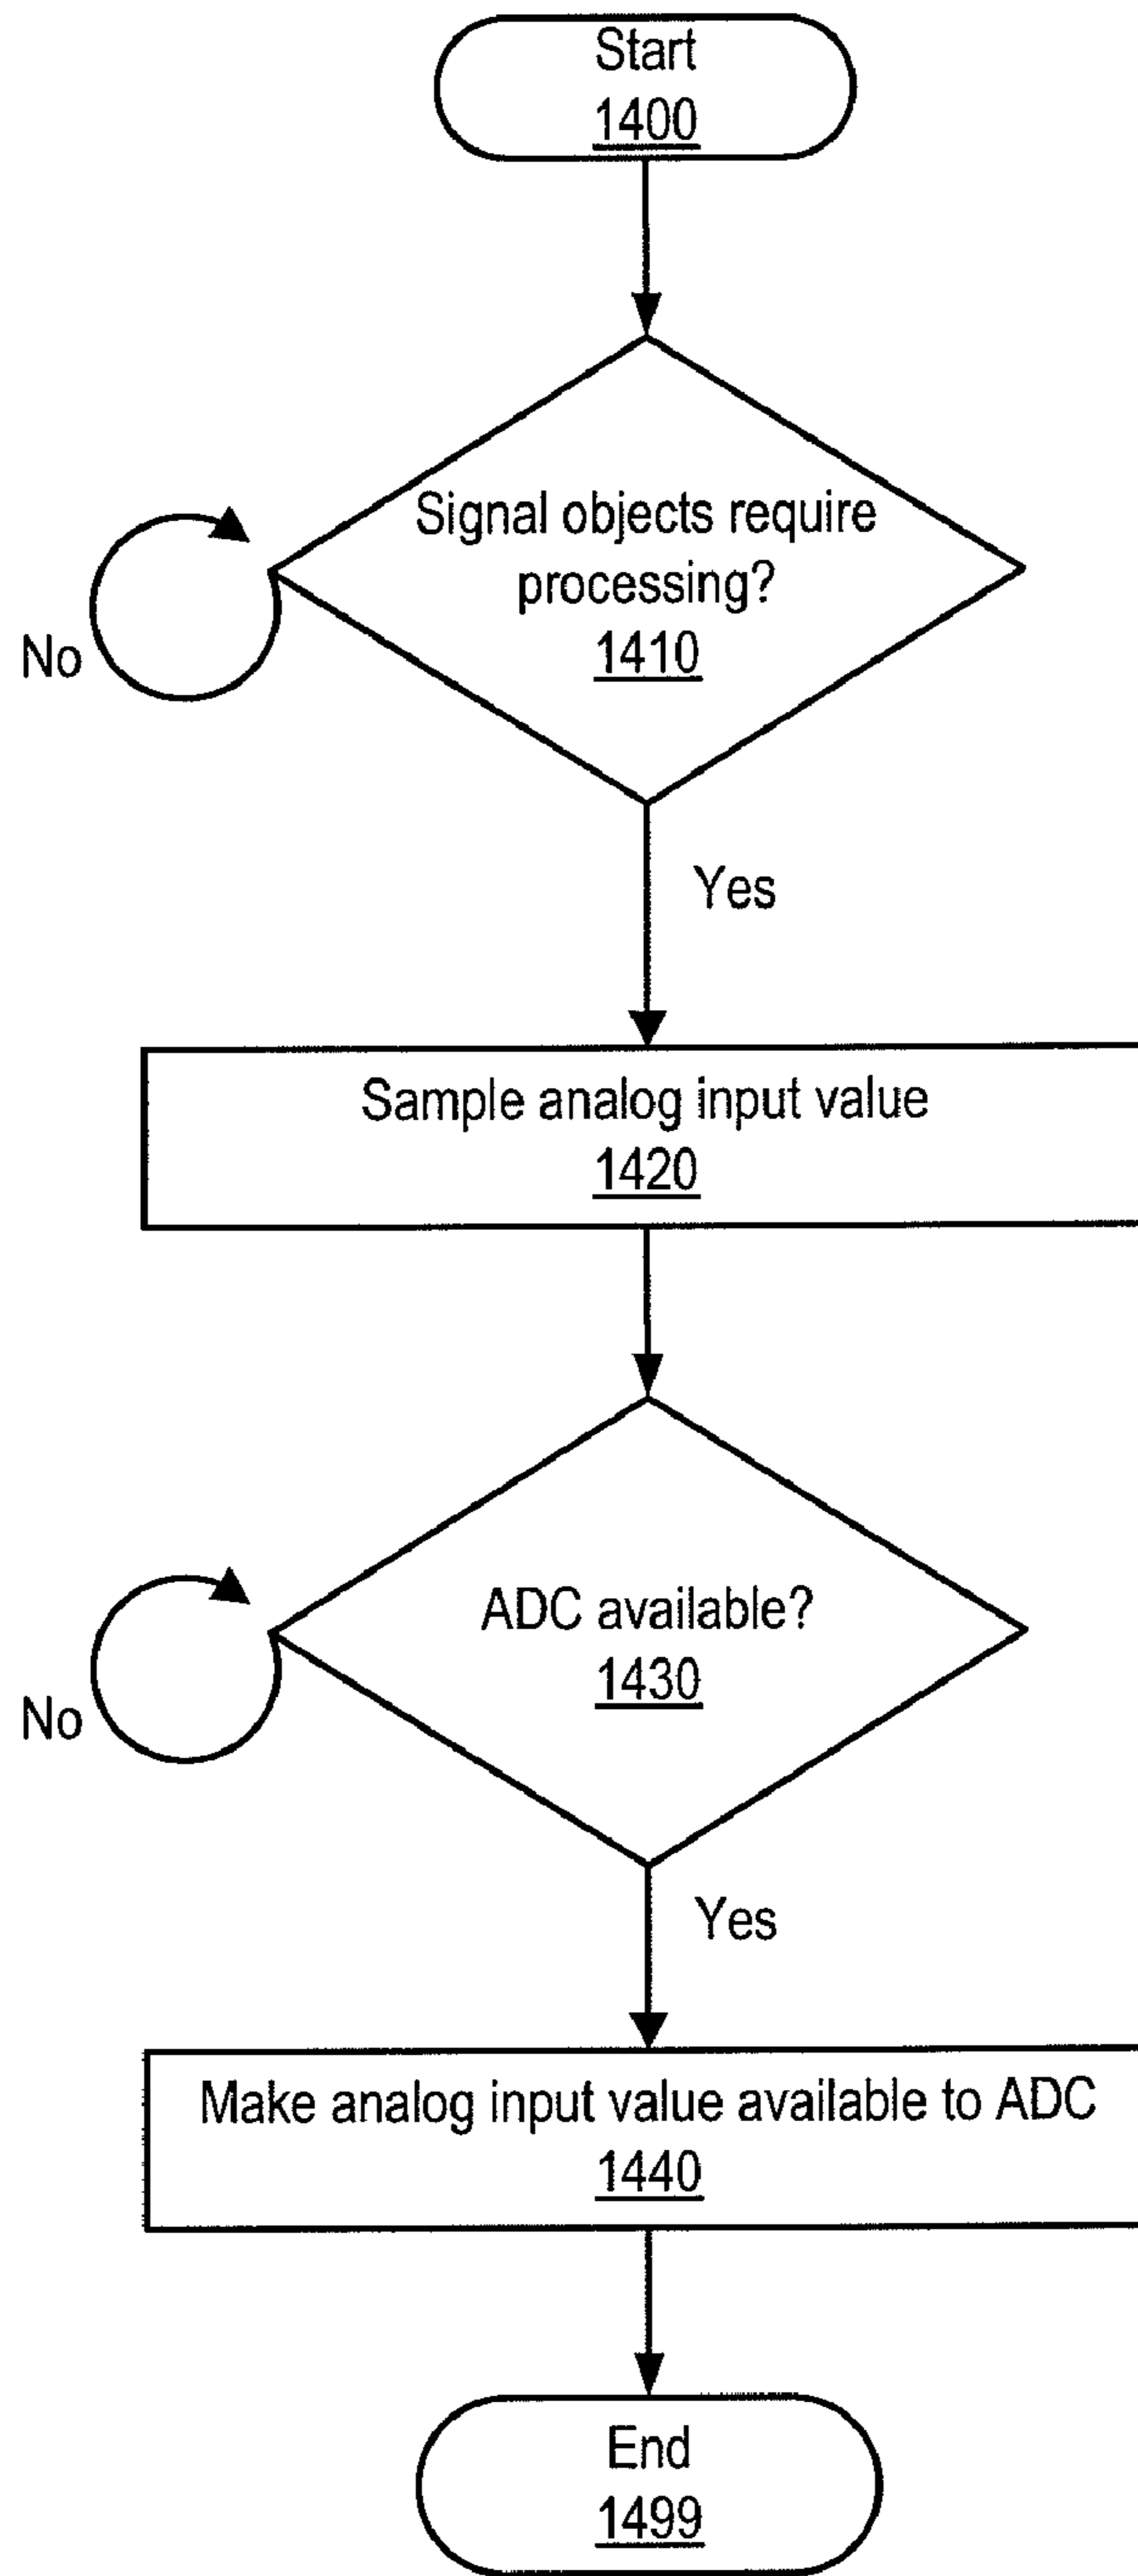 Start
1400
Signal objects require
processing?
1410
No
Yes
Sample analog input value
1420
ADC available?
1430
No
Yes
Make analog input value available to ADC
1440
End
1499